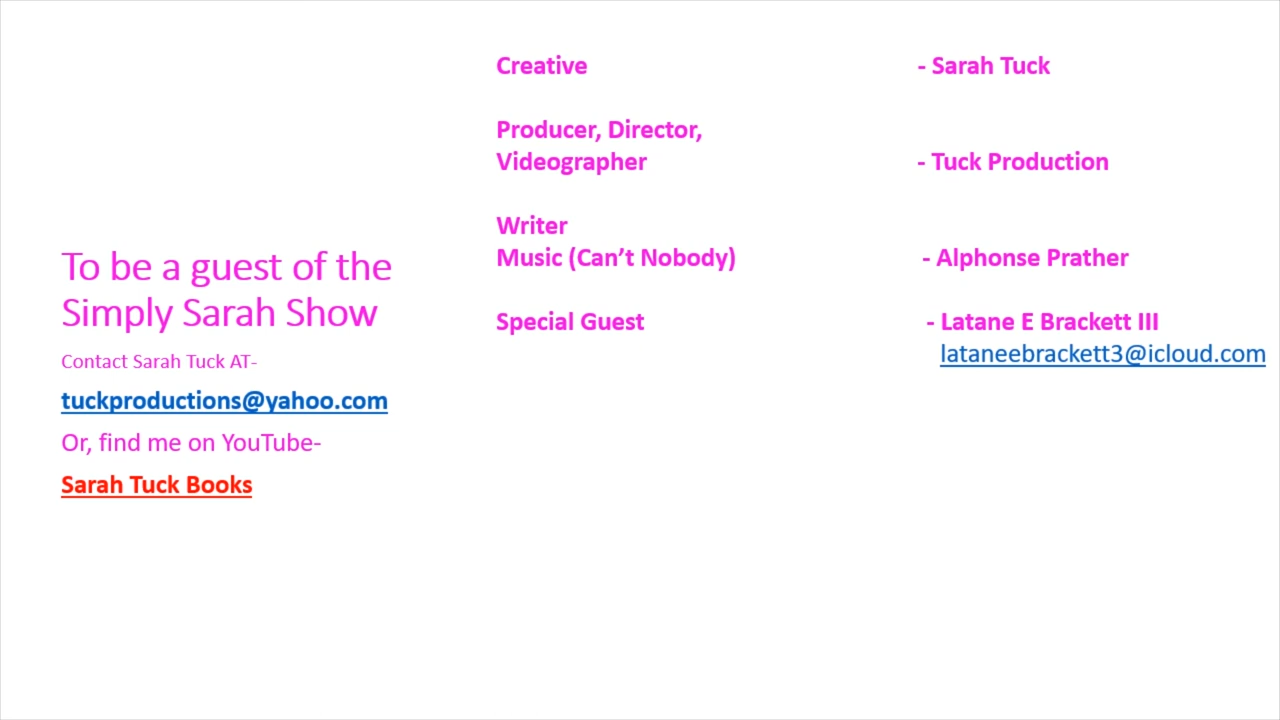 To be a guest of the
Simply Sarah Show
Contact Sarah Tuck AT-
tuckproductions@yahoo.com
Or, find me on YouTube-
Sarah Tuck Books
Creative - Sarah Tuck
Producer, Director,
Videographer - Tuck Production
Writer
Music (Can’t Nobody) - Alphonse Prather
Special Guest - Latane E Brackett III
lataneebrackett3@icloud.com